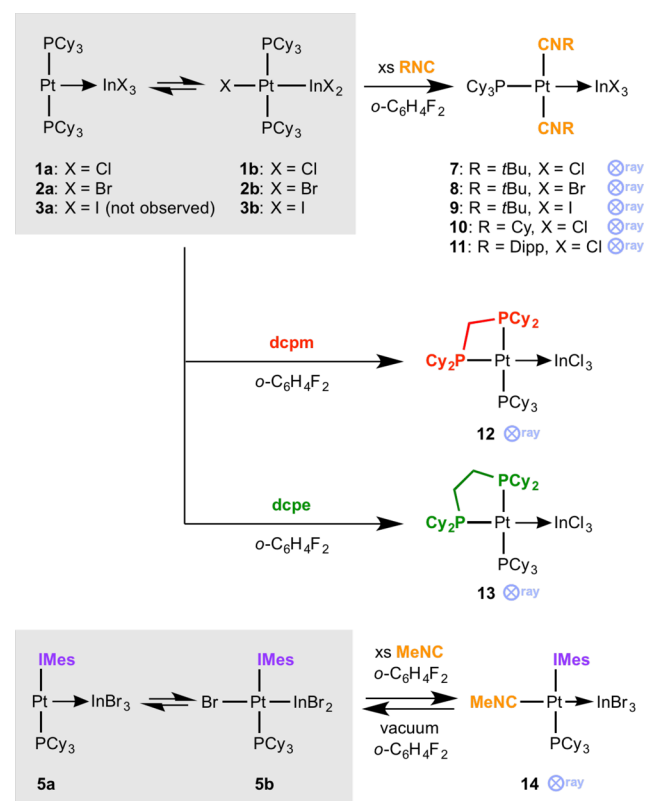 PCy3
Pt
InX3
PCy3
PCy3
X
Pt
InX2
PCy3
1a: X = Cl
2a: X = Br
3a: X = I (not observed)
1b: X = Cl
2b: X = Br
3b: X = I
xs RNC
o-C6H4F2
CNR
Cy3P
Pt
InX3
CNR
7: R = tBu, X = Cl ray
8: R = tBu, X = Br ray
9: R = tBu, X = I ray
10: R = Cy, X = Cl ray
11: R = Dipp, X = Cl ray
dcpm
o-C6H4F2
PCy2
Cy2P
Pt
InCl3
PCy3
12 ray
dcpe
o-C6H4F2
PCy2
Cy2P
Pt
InCl3
PCy3
13 ray
IMes
Pt
InBr3
PCy3
5a
IMes
Br
Pt
InBr2
PCy3
5b
xs MeNC
o-C6H4F2
vacuum
o-C6H4F2
IMes
MeNC
Pt
InBr3
PCy3
14 ray